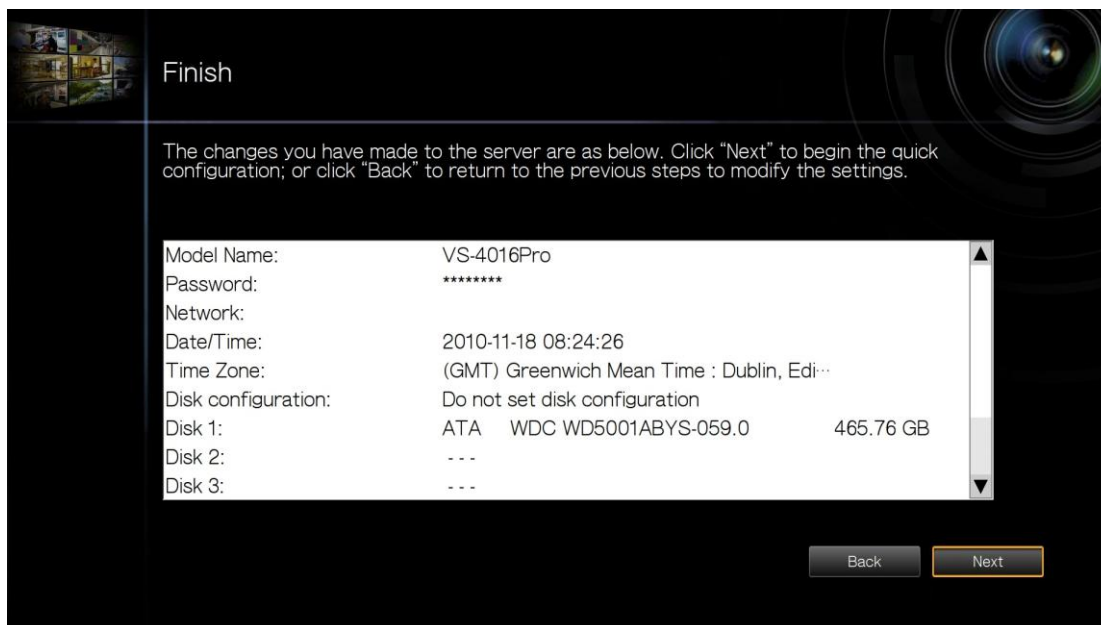 Finish
The changes you have made to the server are as below. Click “Next” to begin the quick
configuration; or click “Back” to return to the previous steps to modify the settings.
Model Name: VS-4016Pro
Password: ********
Network:
Date/Time: 2010-11-18 08:24:26
Time Zone: (GMT) Greenwich Mean Time : Dublin, Edi…
Disk configuration: Do not set disk configuration
Disk 1: ATA WDC WD5001ABYS-059.0 465.76 GB
Disk 2: - - -
Disk 3: - - -
Back Next